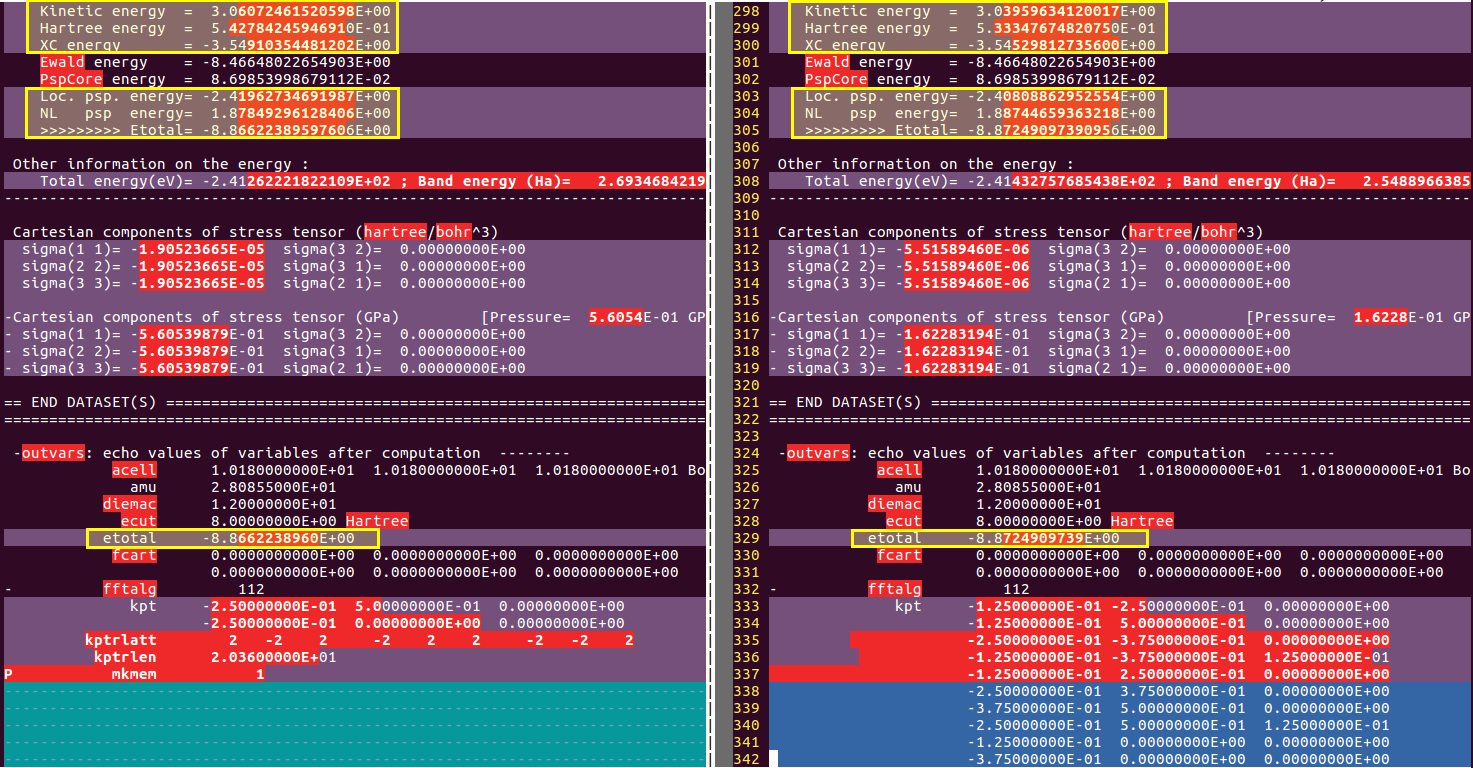 Kinetic energy  =  3.06072461520598E+00
Hartree energy  =  5.42784245946910E-01
XC energy       = -3.54910354481202E+00
Ewald energy    = -8.46648022654903E+00
PspCore energy  =  8.69853998679112E-02
Loc. psp. energy= -2.41962734691987E+00
NL   psp  energy=  1.87849296128406E+00
>>>>>>>>> Etotal= -8.86622389597606E+00
Other information on the energy :
Total energy(eV)= -2.41262221822109E+02 ; Band energy (Ha)=   2.6934684219
-----------------------------------------------------------------------------
Cartesian components of stress tensor (hartree/bohr^3)
sigma(1 1)= -1.90523665E-05  sigma(3 2)=  0.00000000E+00
sigma(2 2)= -1.90523665E-05  sigma(3 1)=  0.00000000E+00
sigma(3 3)= -1.90523665E-05  sigma(2 1)=  0.00000000E+00
-Cartesian components of stress tensor (GPa)         [Pressure=  5.6054E-01 GP
- sigma(1 1)= -5.60539879E-01  sigma(3 2)=  0.00000000E+00
- sigma(2 2)= -5.60539879E-01  sigma(3 1)=  0.00000000E+00
- sigma(3 3)= -5.60539879E-01  sigma(2 1)=  0.00000000E+00
== END DATASET(S) ============================================================
==============================================================================
-outvars: echo values of variables after computation  --------
acell      1.0180000000E+01  1.0180000000E+01  1.0180000000E+01 Bo
amu      2.80855000E+01
diemac      1.20000000E+01
ecut      8.00000000E+00 Hartree
etotal     -8.8662238960E+00
fcart      0.0000000000E+00  0.0000000000E+00  0.0000000000E+00
0.0000000000E+00  0.0000000000E+00  0.0000000000E+00
-          fftalg         112
kpt     -2.50000000E-01  5.00000000E-01  0.00000000E+00
-2.50000000E-01  0.00000000E+00  0.00000000E+00
kptrlatt        2   -2    2     -2    2    2     -2   -2    2
kptrlen      2.03600000E+01
P           mkmem           1
298 Kinetic energy  =  3.03959634120017E+00
299 Hartree energy  =  5.33347674820750E-01
300 XC energy       = -3.54529812735600E+00
301 Ewald energy    = -8.46648022654903E+00
302 PspCore energy  =  8.69853998679112E-02
303 Loc. psp. energy= -2.40808862952554E+00
304 NL   psp  energy=  1.88744659363218E+00
305 >>>>>>>>> Etotal= -8.87249097390956E+00
306
307 Other information on the energy :
308 Total energy(eV)= -2.41432757685438E+02 ; Band energy (Ha)=   2.5488966385
309 -----------------------------------------------------------------------------
310
311 Cartesian components of stress tensor (hartree/bohr^3)
312 sigma(1 1)= -5.51589460E-06  sigma(3 2)=  0.00000000E+00
313 sigma(2 2)= -5.51589460E-06  sigma(3 1)=  0.00000000E+00
314 sigma(3 3)= -5.51589460E-06  sigma(2 1)=  0.00000000E+00
315
316 -Cartesian components of stress tensor (GPa)         [Pressure=  1.6228E-01 GP
317 - sigma(1 1)= -1.62283194E-01  sigma(3 2)=  0.00000000E+00
318 - sigma(2 2)= -1.62283194E-01  sigma(3 1)=  0.00000000E+00
319 - sigma(3 3)= -1.62283194E-01  sigma(2 1)=  0.00000000E+00
320
321 == END DATASET(S) ============================================================
322 ==============================================================================
323
324 -outvars: echo values of variables after computation  --------
325 acell      1.0180000000E+01  1.0180000000E+01  1.0180000000E+01 Bo
326 amu      2.80855000E+01
327 diemac      1.20000000E+01
328 ecut      8.00000000E+00 Hartree
329 etotal     -8.8724909739E+00
330 fcart      0.0000000000E+00  0.0000000000E+00  0.0000000000E+00
331 0.0000000000E+00  0.0000000000E+00  0.0000000000E+00
332 -          fftalg         112
333 kpt     -1.25000000E-01 -2.50000000E-01  0.00000000E+00
334 -1.25000000E-01  5.00000000E-01  0.00000000E+00
335 -2.50000000E-01 -3.75000000E-01  0.00000000E+00
336 -1.25000000E-01 -3.75000000E-01  1.25000000E-01
337 -1.25000000E-01  2.50000000E-01  0.00000000E+00
338 -2.50000000E-01  3.75000000E-01  0.00000000E+00
339 -3.75000000E-01  5.00000000E-01  0.00000000E+00
340 -2.50000000E-01  5.00000000E-01  1.25000000E-01
341 -1.25000000E-01  0.00000000E+00  0.00000000E+00
342 -3.75000000E-01  0.00000000E+00  0.00000000E+00